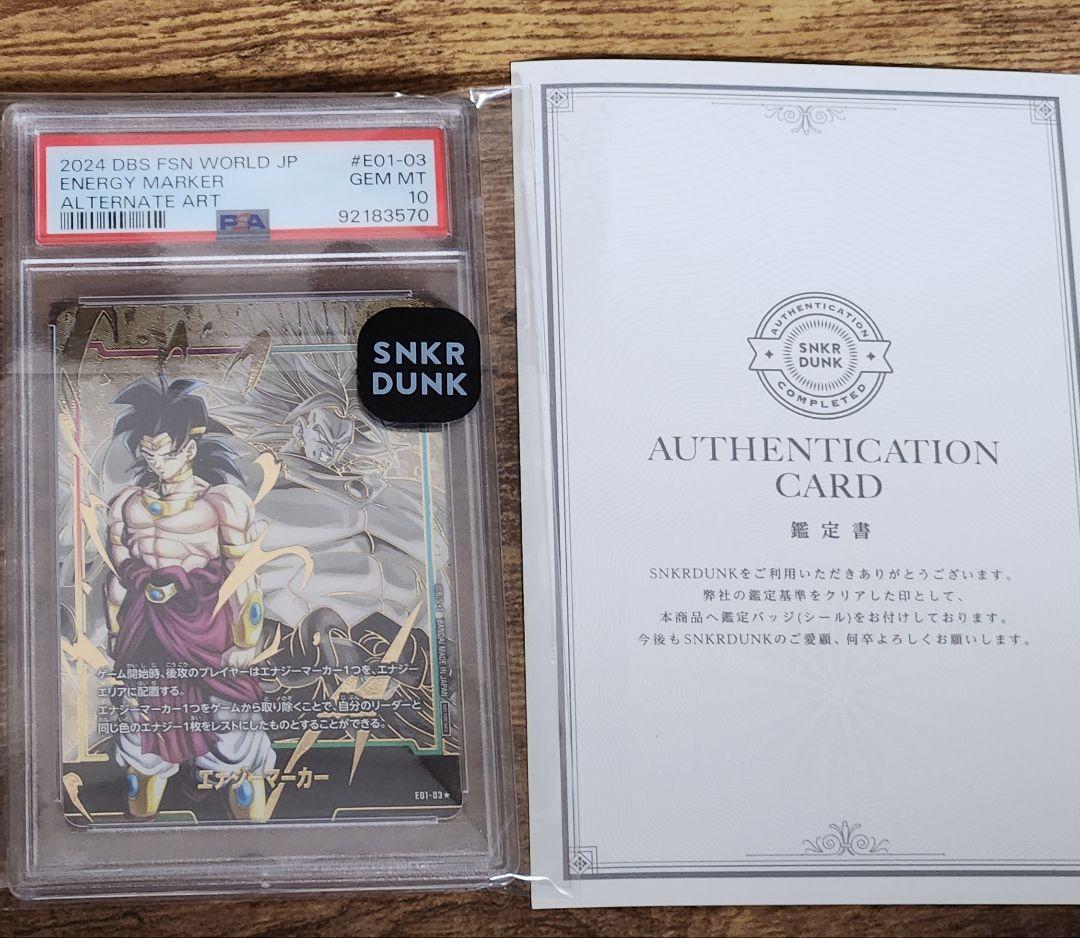 2024 DBS FSN WORLD JP
#E01-03
ENERGY MARKER
GEM MT
ALTERNATE ART
10
PSA
92183570
SNKR
DUNK
BANDAI MADE IN JAPAN
ゲーム開始時、後攻のプレイヤーはエナジーマーカー1つを、エナジー
エリアに配置する。
エナジーマーカー1つをゲームから取り除くことで、自分のリーダーと
同じ色のエナジー1枚をレストにしたものとすることができる。
エナジーマーカー
E01-03★
AUTHENTICATION
SNKR
DUNK
COMPLETED
AUTHENTICATION
CARD
鑑定書
SNKRDUNKをご利用いただきありがとうございます。
弊社の鑑定基準をクリアした印として、
本商品へ鑑定バッジ(シール)をお付けしております。
今後もSNKRDUNKのご愛顧、何卒よろしくお願いします。